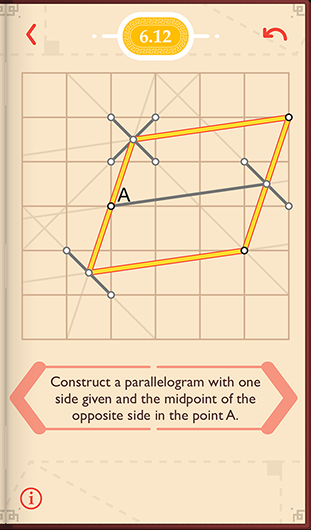 6.12
A
Construct a parallelogram with one
side given and the midpoint of the
opposite side in the point A.
i